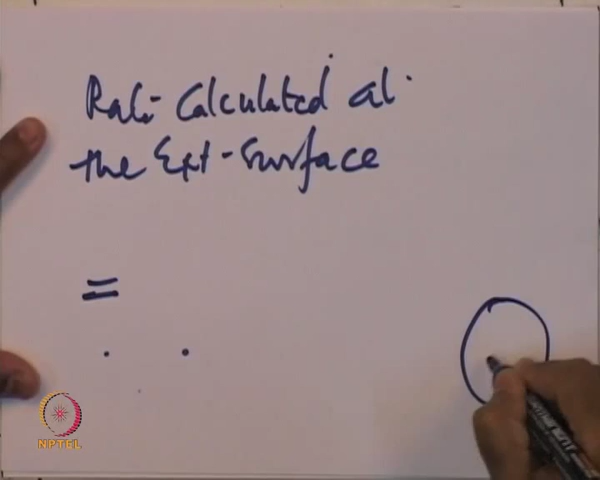 Rate Calculated at
the Ext-Surface
=
NPTEL